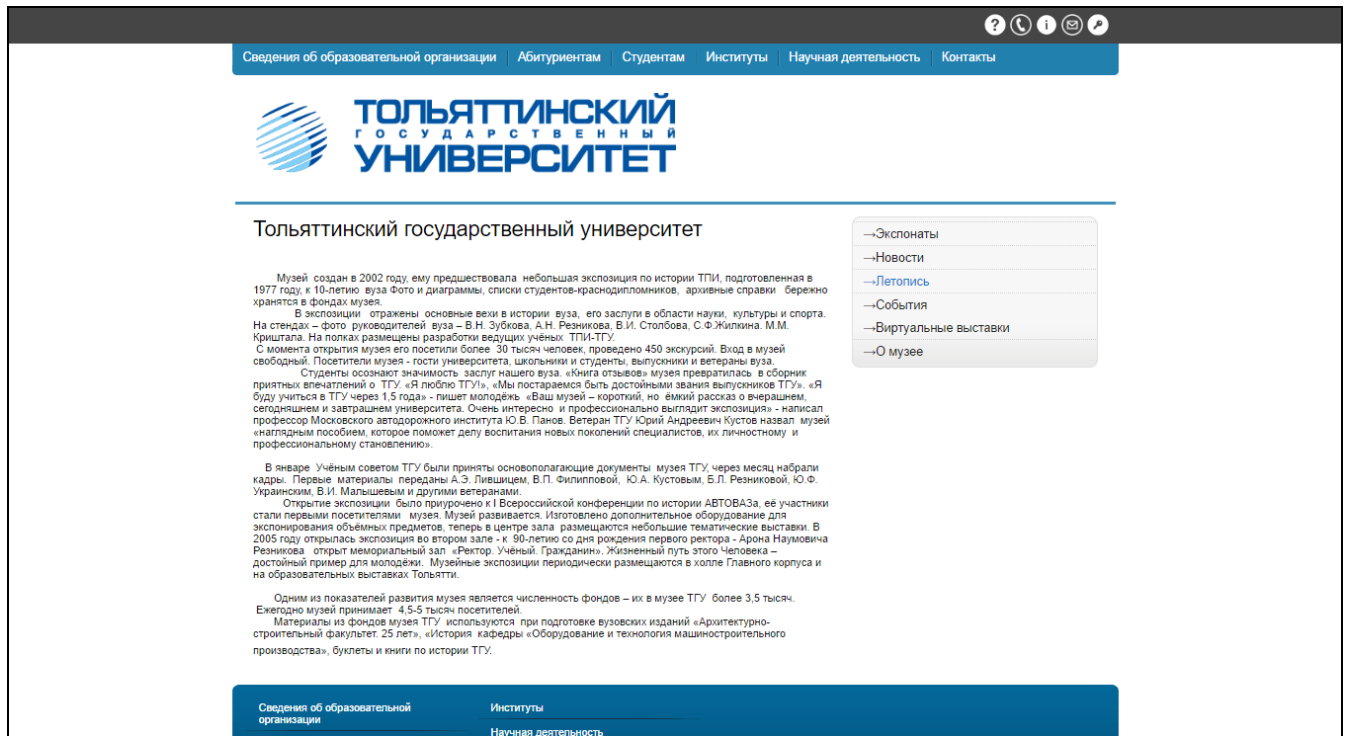 Сведения об образовательной организации Абитуриентам Студентам Институты Научная деятельность Контакты
ТОЛЬЯТТИНСКИЙ
ГОСУДАРСТВЕННЫЙ
УНИВЕРСИТЕТ
Тольяттинский государственный университет
Музей создан в 2002 году, ему предшествовала небольшая экспозиция по истории ТПИ, подготовленная в
1977 году, к 10-летию вуза Фото и диаграммы, списки студентов-краснодипломников, архивные справки бережно
хранятся в фондах музея.
В экспозиции отражены основные вехи в истории вуза, его заслуги в области науки, культуры и спорта.
На стендах – фото руководителей вуза – В.Н. Зубкова, А.Н. Резникова, В.И. Столбова, С.Ф.Жилкина. М.М.
Криштала. На полках размещены разработки ведущих учёных ТПИ-ТГУ.
С момента открытия музея его посетили более 30 тысяч человек, проведено 450 экскурсий. Вход в музей
свободный. Посетители музея - гости университета, школьники и студенты, выпускники и ветераны вуза.
Студенты осознают значимость заслуг нашего вуза. «Книга отзывов» музея превратилась в сборник
приятных впечатлений о ТГУ. «Я люблю ТГУ!», «Мы постараемся быть достойными звания выпускников ТГУ». «Я
буду учиться в ТГУ через 1,5 года» - пишет молодёжь «Ваш музей – короткий, но ёмкий рассказ о вчерашнем,
сегодняшнем и завтрашнем университета. Очень интересно и профессионально выглядит экспозиция» - написал
профессор Московского автодорожного института Ю.В. Панов. Ветеран ТГУ Юрий Андреевич Кустов назвал музей
«наглядным пособием, которое поможет делу воспитания новых поколений специалистов, их личностному и
профессиональному становлению».
В январе Учёным советом ТГУ были приняты основополагающие документы музея ТГУ, через месяц набрали
кадры. Первые материалы переданы А.Э. Лившицем, В.П. Филипповой, Ю.А. Кустовым, Б.Л. Резниковой, Ю.Ф.
Украинским, В.И. Малышевым и другими ветеранами.
Открытие экспозиции было приурочено к I Всероссийской конференции по истории АВТОВАЗа, её участники
стали первыми посетителями музея. Музей развивается. Изготовлено дополнительное оборудование для
экспонирования объёмных предметов, теперь в центре зала размещаются небольшие тематические выставки. В
2005 году открылась экспозиция во втором зале - к 90-летию со дня рождения первого ректора - Арона Наумовича
Резникова открыт мемориальный зал «Ректор. Учёный. Гражданин». Жизненный путь этого Человека –
достойный пример для молодёжи. Музейные экспозиции периодически размещаются в холле Главного корпуса и
на образовательных выставках Тольятти.
Одним из показателей развития музея является численность фондов – их в музее ТГУ более 3,5 тысяч.
Ежегодно музей принимает 4,5-5 тысяч посетителей.
Материалы из фондов музея ТГУ используются при подготовке вузовских изданий «Архитектурно-
строительный факультет. 25 лет», «История кафедры «Оборудование и технология машиностроительного
производства», буклеты и книги по истории ТГУ.
→Экспонаты
→Новости
→Летопись
→События
→Виртуальные выставки
→О музее
Сведения об образовательной
организации
Институты
Научная деятельность